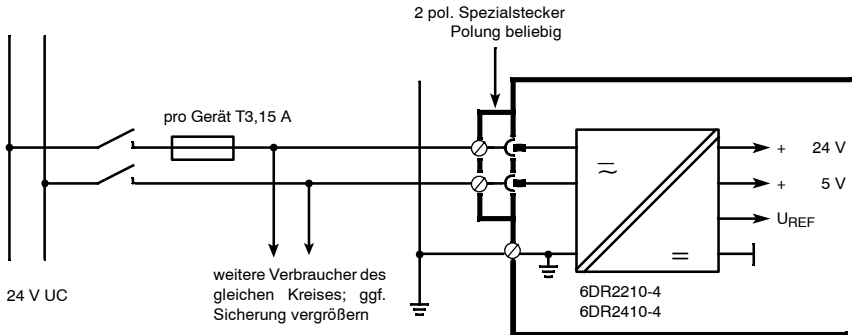 2 pol. Spezialstecker
Polung beliebig
pro Gerät T3,15 A
+ 24 V
+ 5 V
UREF
24 V UC
weitere Verbraucher des
gleichen Kreises; ggf.
Sicherung vergrößern
6DR2210-4
6DR2410-4